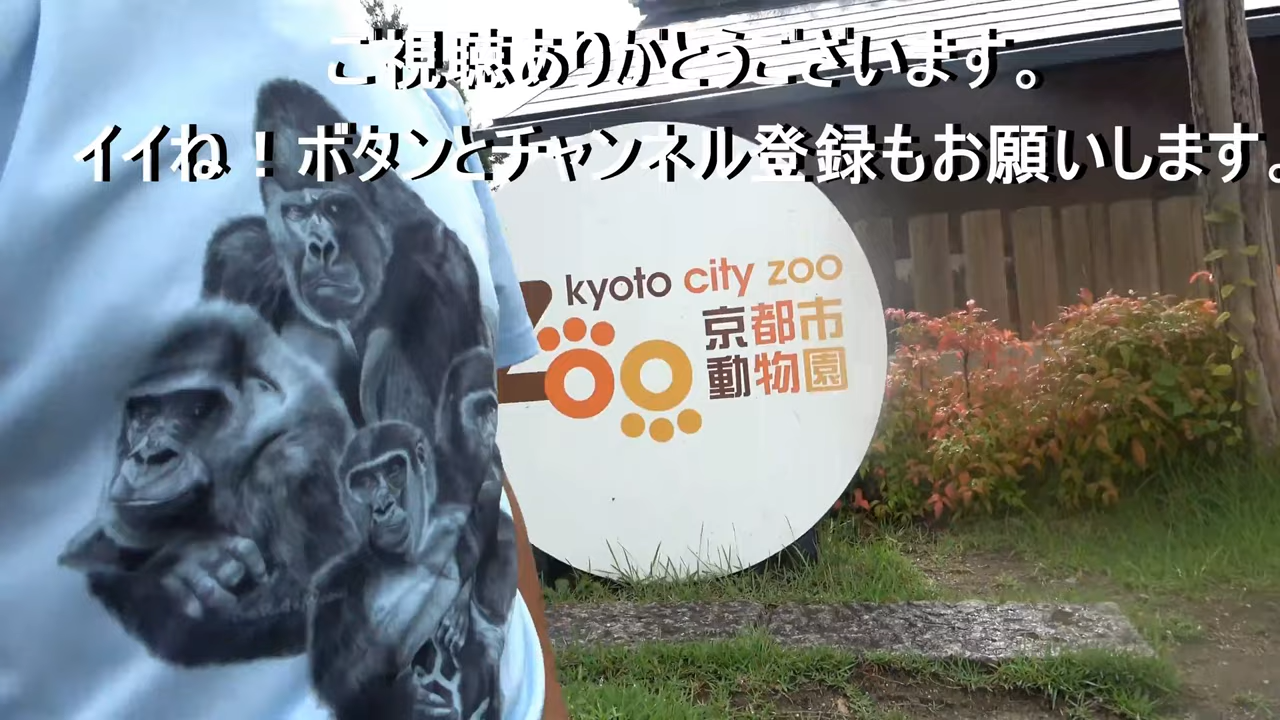 ご視聴ありがとうございます。
イイね！ボタンとチャンネル登録もお願いします。
kyoto city zoo
京都市
動物園